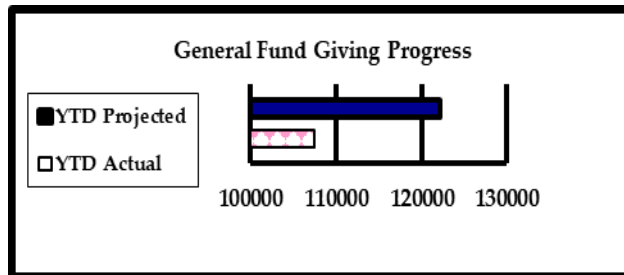 General Fund Giving Progress
YTD Projected
YTD Actual
100000 110000 120000 130000